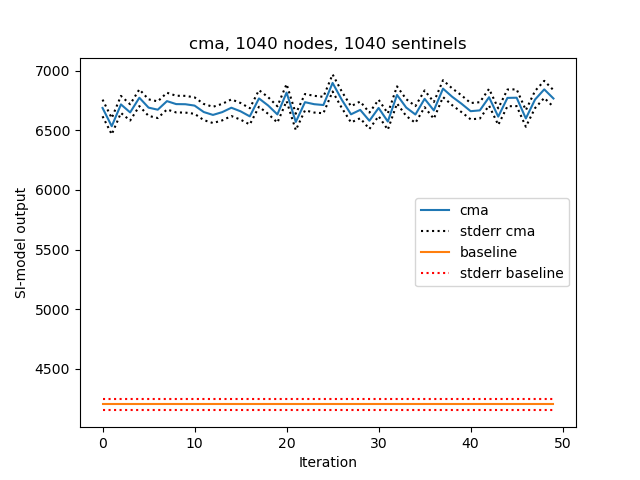 cma, 1040 nodes, 1040 sentinels
7000
6500
6000
5500
5000
4500
SI-model output
cma
stderr cma
baseline
stderr baseline
0
10
20
30
40
50
Iteration